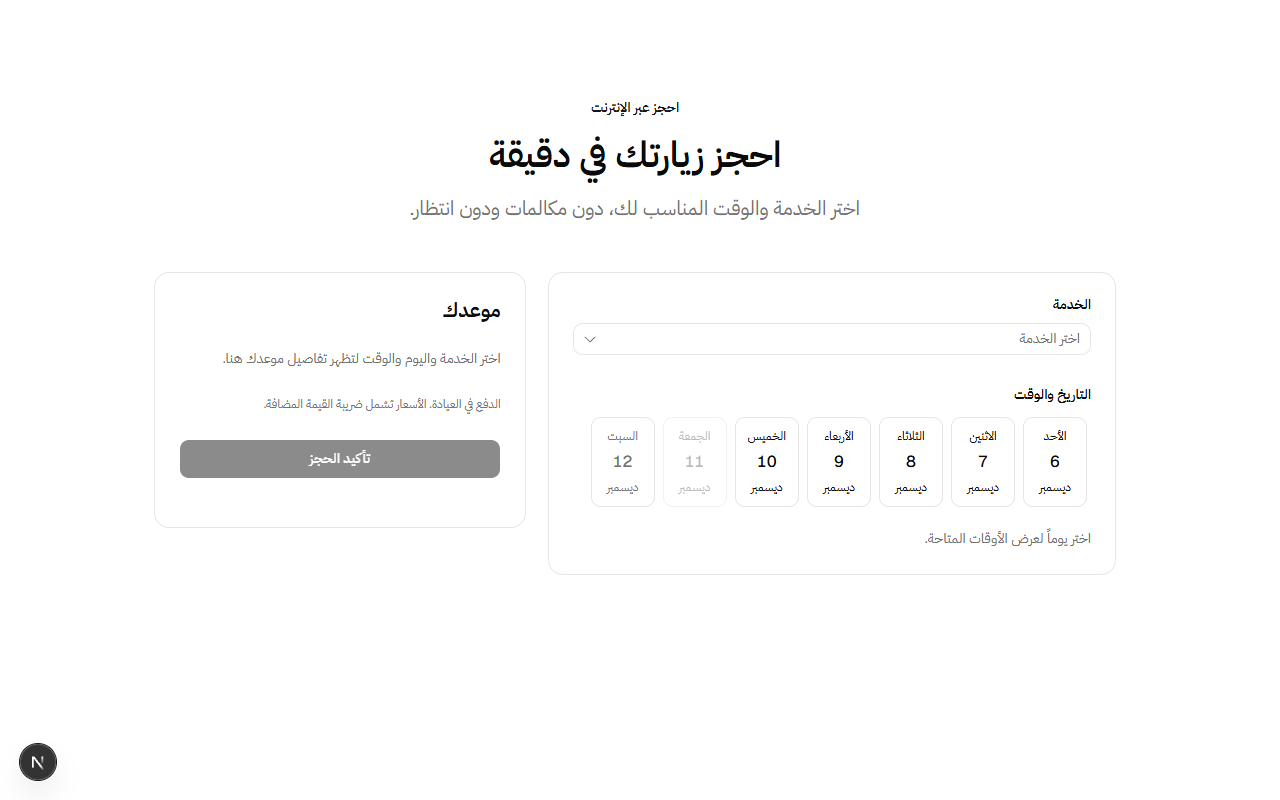 احجز عبر الإنترنت
احجز زيارتك في دقيقة
اختر الخدمة والوقت المناسب لك، دون مكالمات ودون انتظار.
الخدمة
اختر الخدمة
التاريخ والوقت
الأحد
6
ديسمبر
الاثنين
7
ديسمبر
الثلاثاء
8
ديسمبر
الأربعاء
9
ديسمبر
الخميس
10
ديسمبر
الجمعة
11
ديسمبر
السبت
12
ديسمبر
اختر يوماً لعرض الأوقات المتاحة.
موعدك
اختر الخدمة واليوم والوقت لتظهر تفاصيل موعدك هنا.
الدفع في العيادة. الأسعار تشمل ضريبة القيمة المضافة.
تأكيد الحجز
N